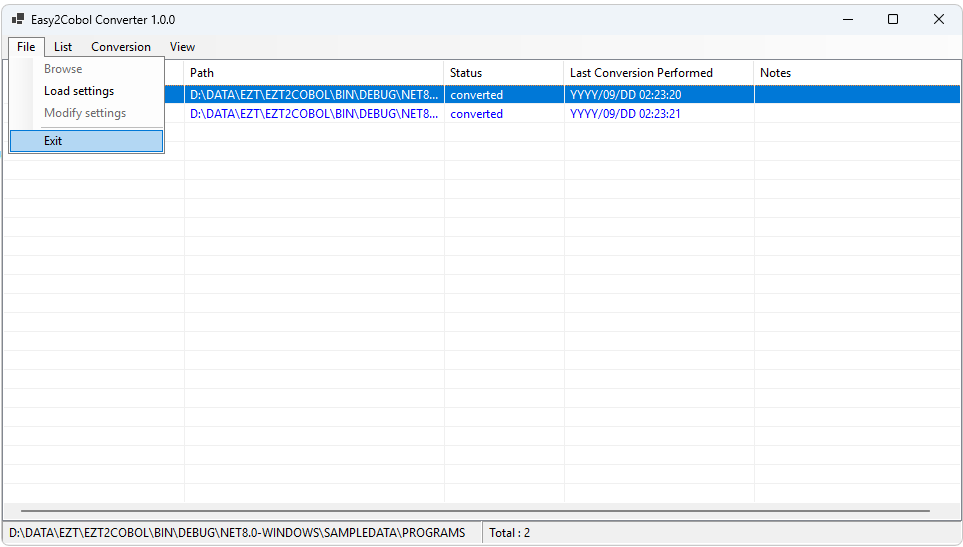 Easy2Cobol Converter 1.0.0
File List Conversion View
Browse
Load settings
Modify settings
Exit
Path Status Last Conversion Performed Notes
D:\DATA\EZT\EZT2COBOL\BIN\DEBUG\NET8... converted YYYY/09/DD 02:23:20
D:\DATA\EZT\EZT2COBOL\BIN\DEBUG\NET8... converted YYYY/09/DD 02:23:21
D:\DATA\EZT\EZT2COBOL\BIN\DEBUG\NET8.0-WINDOWS\SAMPLEDATA\PROGRAMS Total : 2